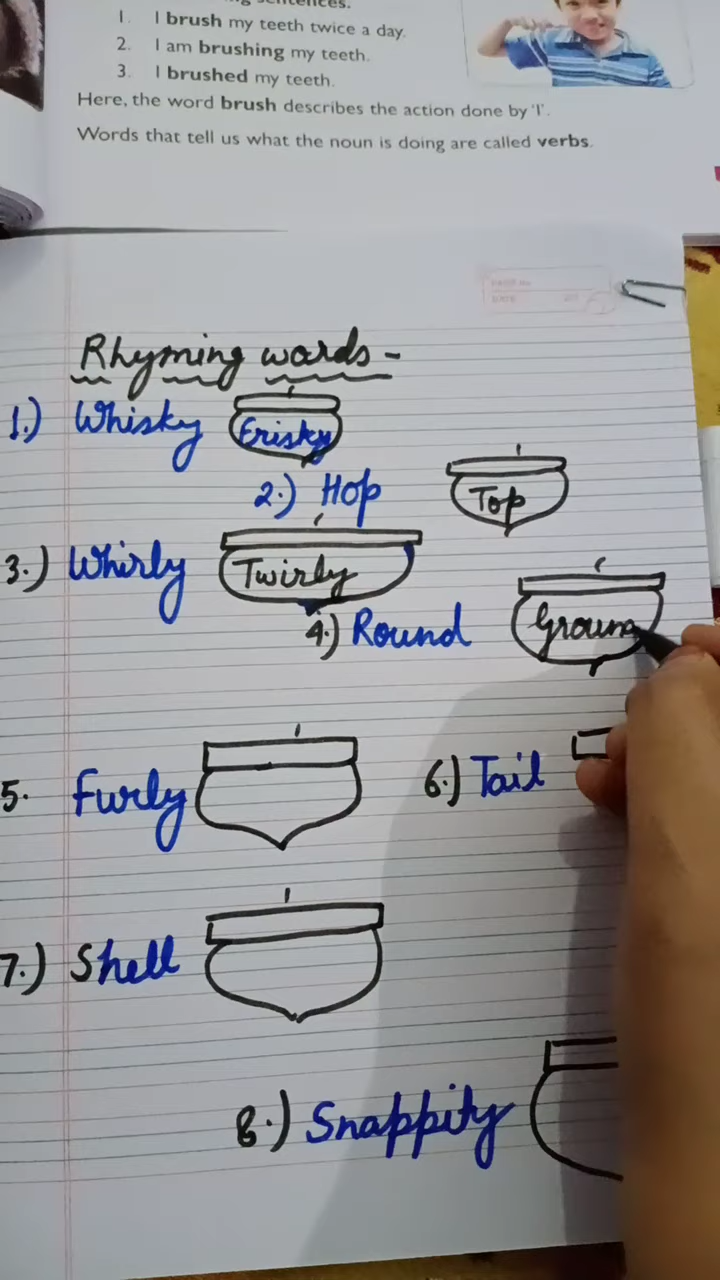 1. I brush my teeth twice a day.
2. I am brushing my teeth.
3. I brushed my teeth.
Here, the word brush describes the action done by 'I'.
Words that tell us what the noun is doing are called verbs.
Rhyming words -
1.) Whisky Frisky
2.) Hop Top
3.) Whirly Twirly
4.) Round Groun
5. Furly
6.) Tail
7.) Shell
8.) Snappity